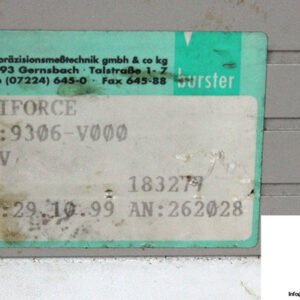 präzisionsmeßtechnik gmbh & co kg
93 Gernsbach · Talstraße 1-7
(07224) 645-0 · Fax 645-88
burster
IFORCE
:9306-V000
V
183277
:29.10.99 AN:262028